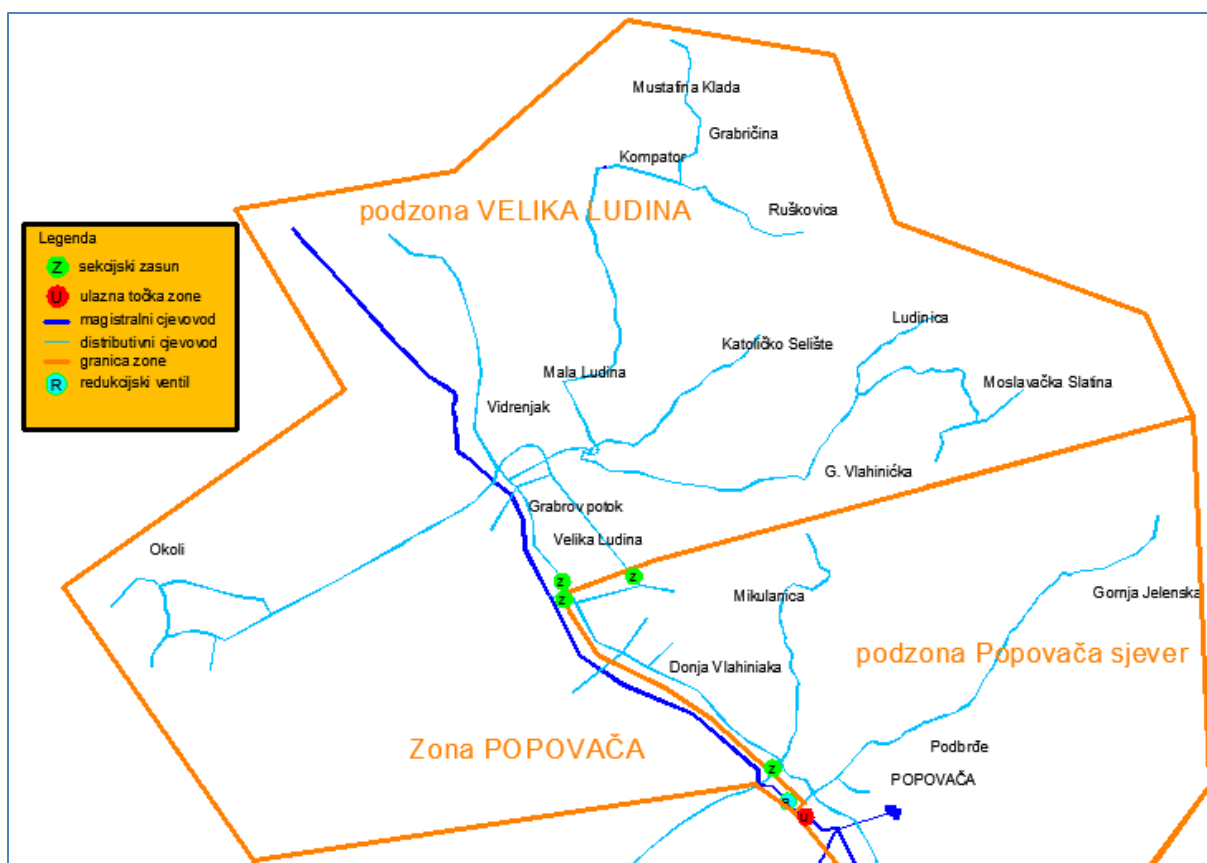 Mustafina Klada
Grabričina
Kompator
podzona VELIKA LUDINA
Ruškovica
Legenda
Z sekcijski zasun
U ulazna točka zone
magistralni cjevovod
distributivni cjevovod
granica zone
R redukcijski ventil
Ludinica
Katoličko Selište
Mala Ludina
Moslavačka Slatina
Vidrenjak
G. Vlahinićka
Grabrov potok
Velika Ludina
Okoli
Z
Z
Z
Mikulanica
Gornja Jelenska
podzona Popovača sjever
Donja Vlahiniaka
Zona POPOVAČA
Podbrđe
Z
POPOVAČA
R
U